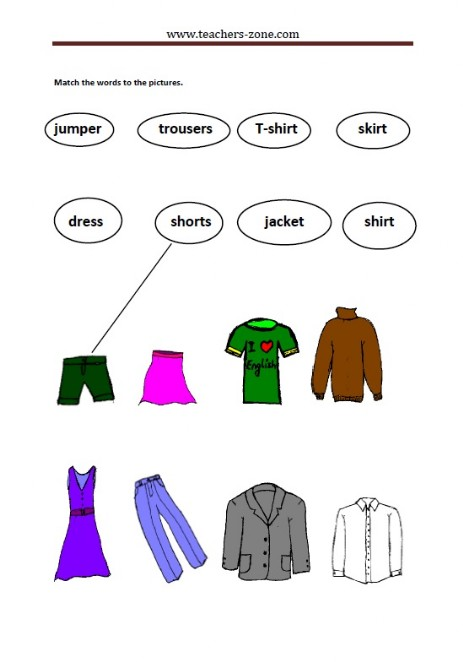 www.teachers-zone.com
Match the words to the pictures.
jumper trousers T-shirt skirt
dress shorts jacket shirt
I ❤
English